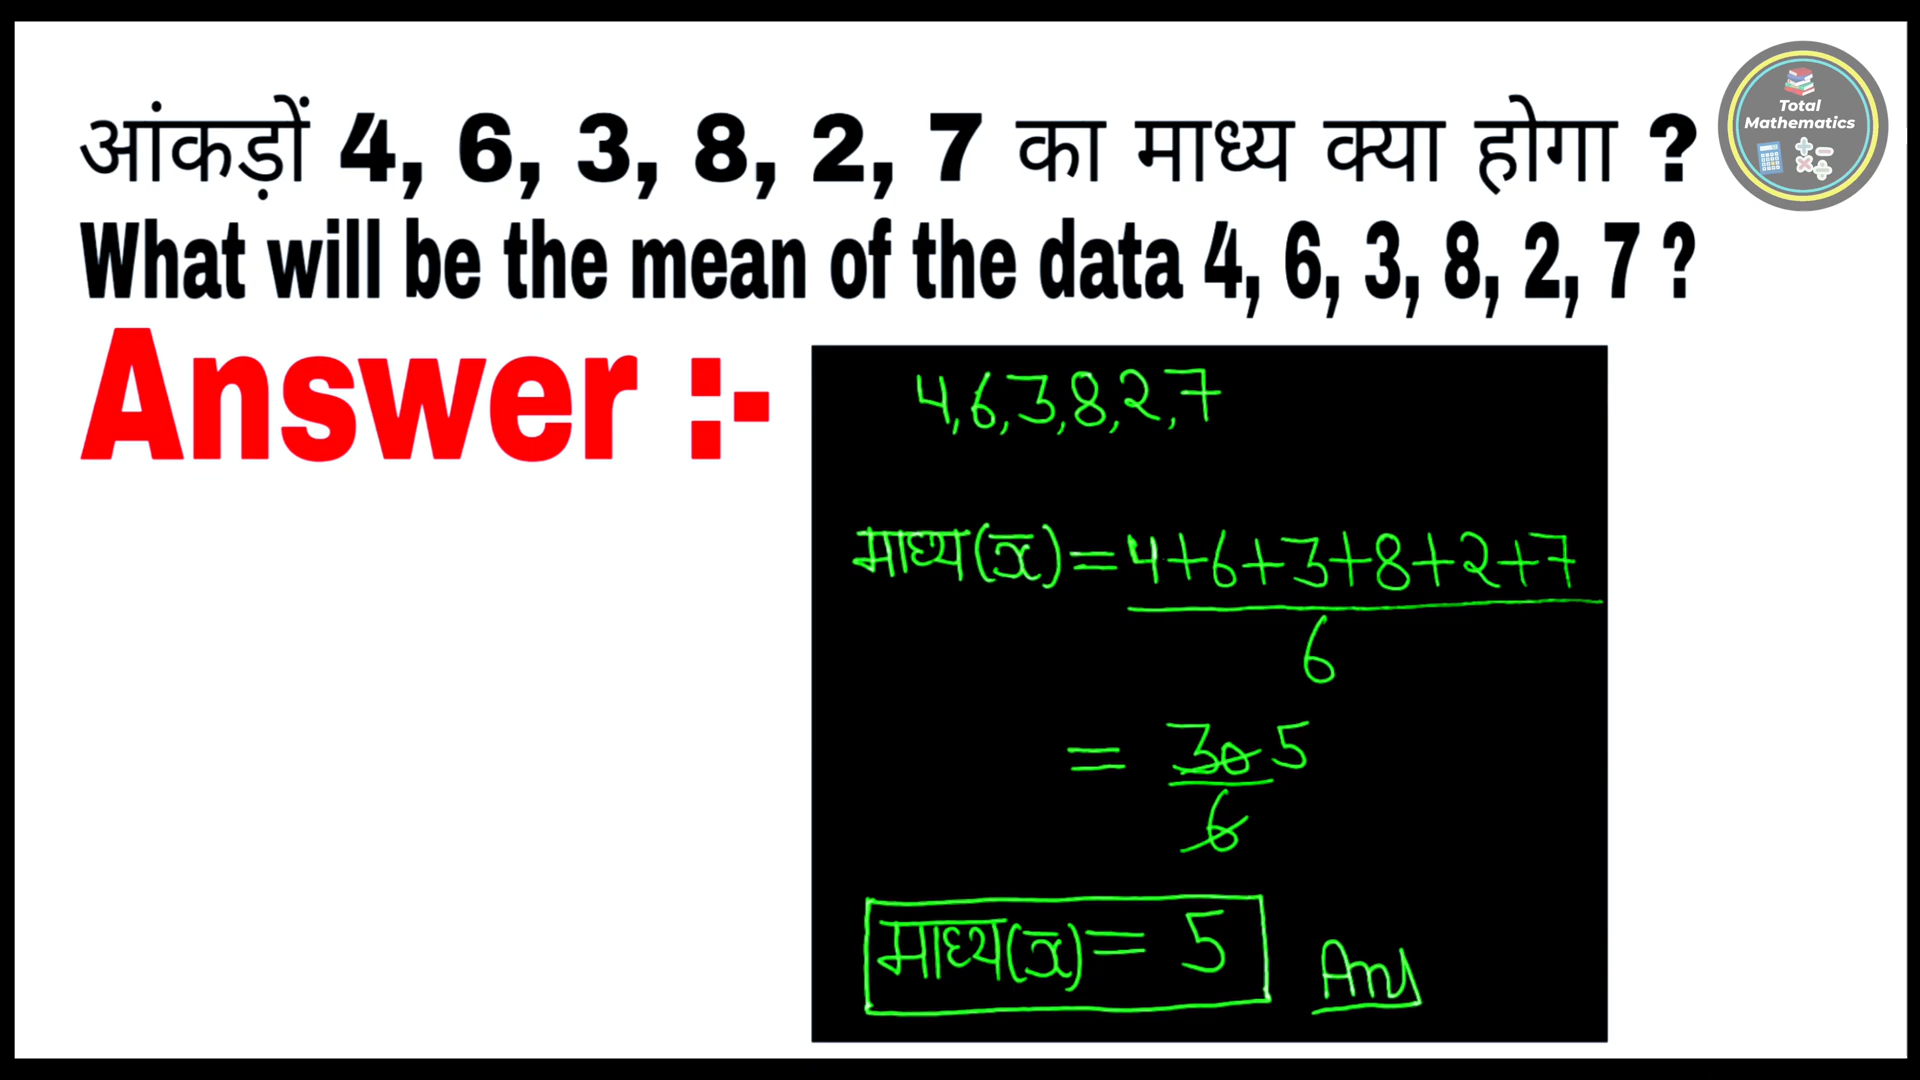 आंकड़ों 4, 6, 3, 8, 2, 7 का माध्य क्या होगा ?
Total
Mathematics
What will be the mean of the data 4, 6, 3, 8, 2, 7 ?
Answer :-
4,6,3,8,2,7
माध्य(x̅) = 4+6+3+8+2+7
6
= 30 5
6
माध्य(x̅) = 5
Ans